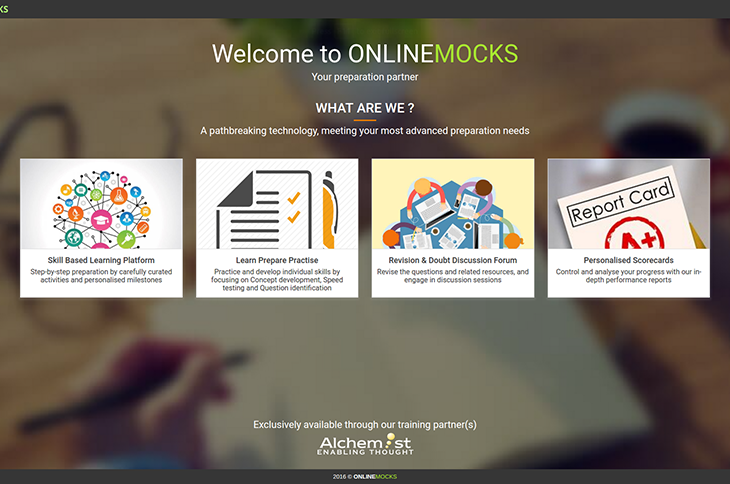 KS
Welcome to ONLINEMOCKS
Your preparation partner
WHAT ARE WE ?
A pathbreaking technology, meeting your most advanced preparation needs
Skill Based Learning Platform
Step-by-step preparation by carefully curated
activities and personalised milestones
Learn Prepare Practise
Practice and develop individual skills by
focusing on Concept development, Speed
testing and Question identification
Revision & Doubt Discussion Forum
Revise the questions and related resources, and
engage in discussion sessions
Report Card
A+
Personalised Scorecards
Control and analyse your progress with our in-
depth performance reports
Exclusively available through our training partner(s)
Alchemist
ENABLING THOUGHT
2016 © ONLINEMOCKS